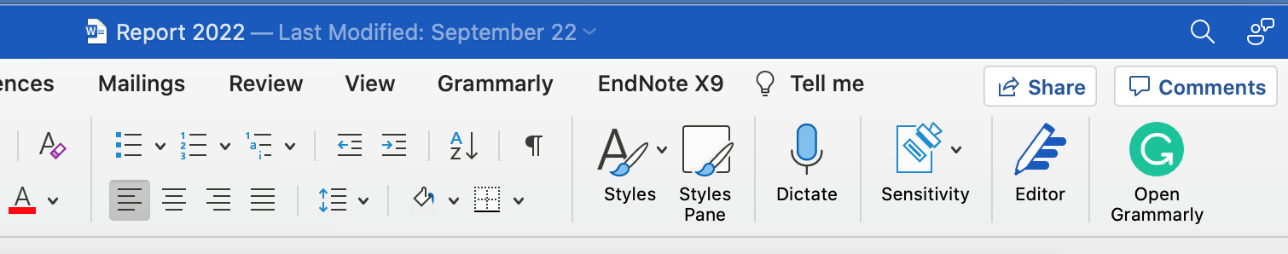 Report 2022 — Last Modified: September 22
ences Mailings Review View Grammarly EndNote X9 Tell me Share Comments
Styles Styles Pane Dictate Sensitivity Editor Open Grammarly